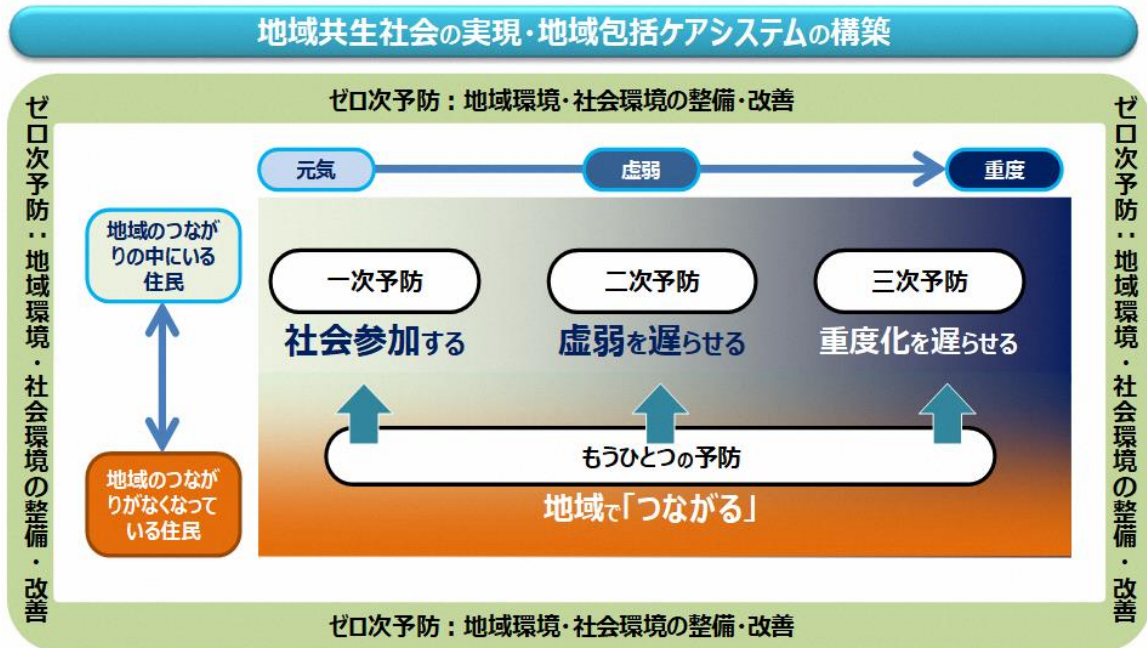 地域共生社会の実現・地域包括ケアシステムの構築
ゼロ次予防：地域環境・社会環境の整備・改善
ゼロ次予防：地域環境・社会環境の整備・改善
ゼロ次予防：地域環境・社会環境の整備・改善
元気
虚弱
重度
地域のつなが
りの中にいる
住民
一次予防
二次予防
三次予防
社会参加する
虚弱を遅らせる
重度化を遅らせる
もうひとつの予防
地域で「つながる」
地域のつなが
りがなくなって
いる住民
ゼロ次予防：地域環境・社会環境の整備・改善